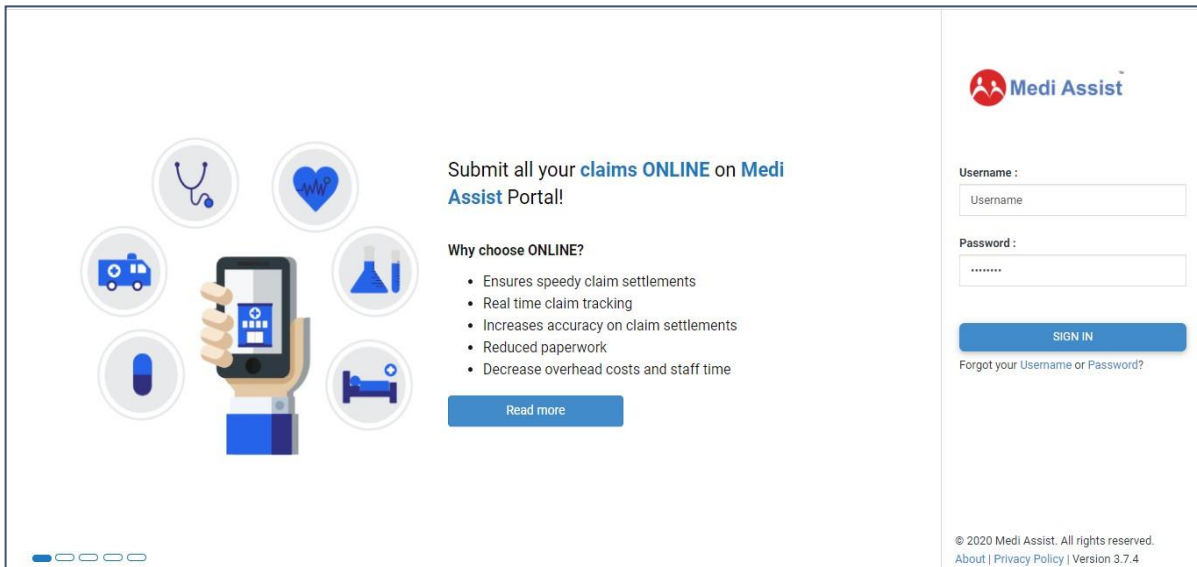 Submit all your claims ONLINE on Medi
Assist Portal!
Why choose ONLINE?
• Ensures speedy claim settlements
• Real time claim tracking
• Increases accuracy on claim settlements
• Reduced paperwork
• Decrease overhead costs and staff time
Read more
Medi Assist™
Username :
Username
Password :
••••••••
SIGN IN
Forgot your Username or Password?
© 2020 Medi Assist. All rights reserved.
About | Privacy Policy | Version 3.7.4